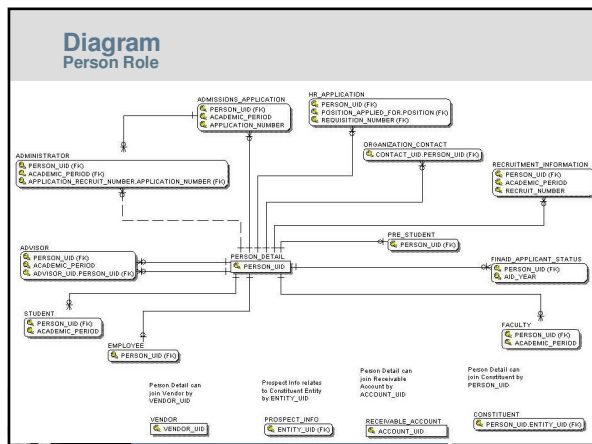 Diagram
Person Role
ADMISSIONS_APPLICATION
PERSON_UID (FK)
ACADEMIC_PERIOD
APPLICATION_NUMBER
HR_APPLICATION
PERSON_UID (FK)
POSITION_APPLIED_FOR.POSITION (FK)
REQUISITION_NUMBER (FK)
ORGANIZATION_CONTACT
CONTACT_UID.PERSON_UID (FK)
ADMINISTRATOR
PERSON_UID (FK)
ACADEMIC_PERIOD (FK)
APPLICATION_RECRUIT_NUMBER.APPLICATION_NUMBER (FK)
RECRUITMENT_INFORMATION
PERSON_UID (FK)
ACADEMIC_PERIOD
RECRUIT_NUMBER
PRE_STUDENT
PERSON_UID (FK)
ADVISOR
PERSON_UID (FK)
ACADEMIC_PERIOD
ADVISOR_UID.PERSON_UID (FK)
PERSON_DETAIL
PERSON_UID
FINAID_APPLICANT_STATUS
PERSON_UID (FK)
AID_YEAR
STUDENT
PERSON_UID (FK)
ACADEMIC_PERIOD
EMPLOYEE
PERSON_UID (FK)
FACULTY
PERSON_UID (FK)
ACADEMIC_PERIOD
Person Detail can
join Vendor by
VENDOR_UID
Prospect Info relates
to Constituent Entity
by ENTITY_UID
Person Detail can
join Receivable
Account by
ACCOUNT_UID
Person Detail can
join Constituent by
PERSON_UID
VENDOR
VENDOR_UID
PROSPECT_INFO
ENTITY_UID (FK)
RECEIVABLE_ACCOUNT
ACCOUNT_UID
CONSTITUENT
PERSON_UID.ENTITY_UID (FK)